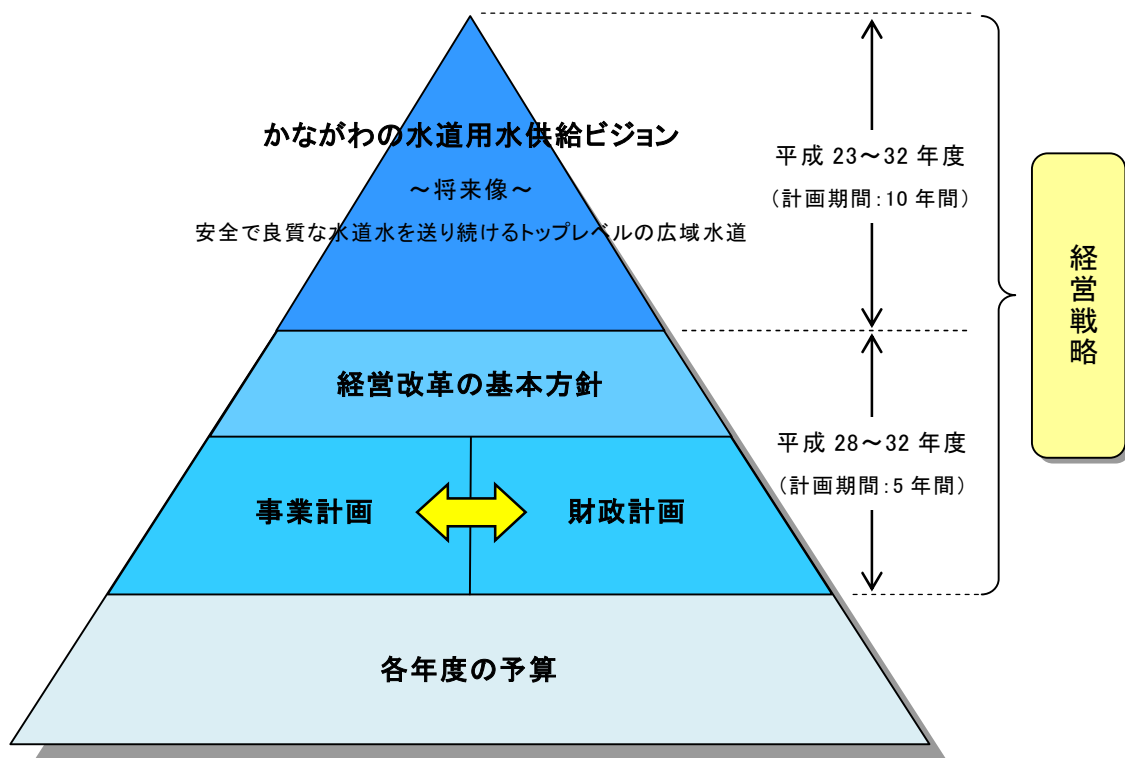 かながわの水道用水供給ビジョン
～将来像～
安全で良質な水道水を送り続けるトップレベルの広域水道
平成 23～32 年度
（計画期間：10 年間）
経営戦略
経営改革の基本方針
平成 28～32 年度
（計画期間：5 年間）
事業計画
財政計画
各年度の予算